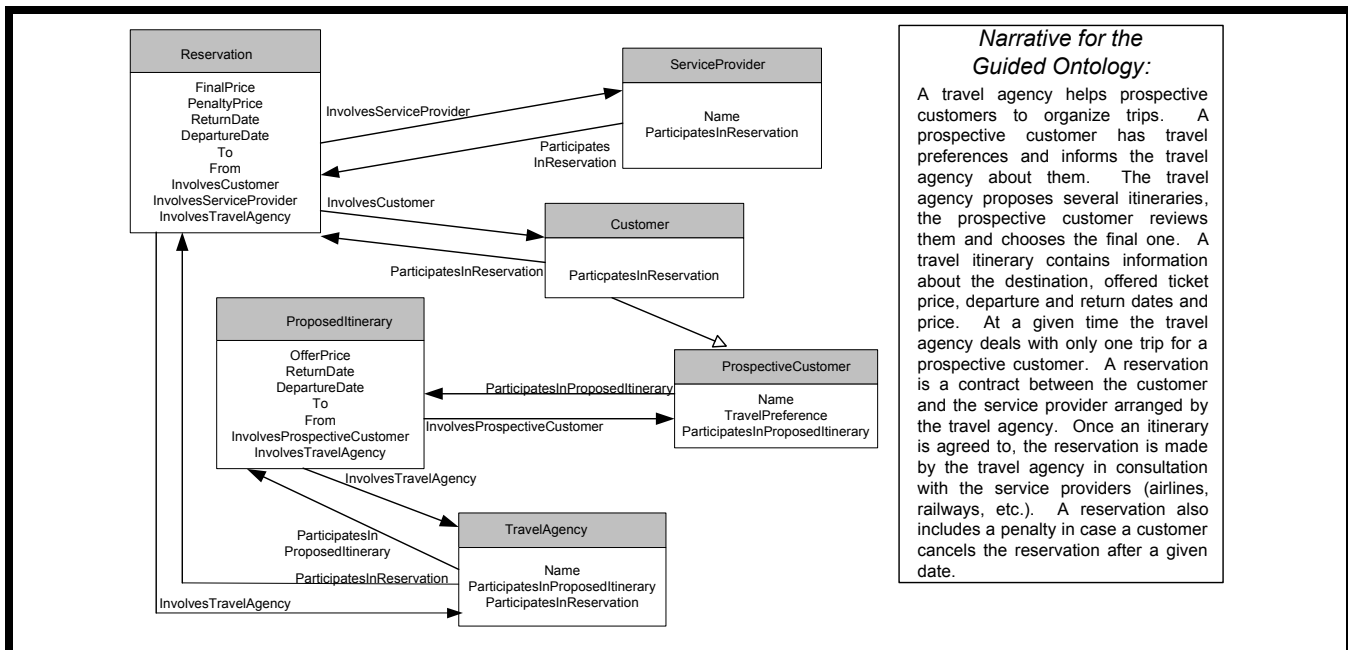 Reservation
FinalPrice
PenaltyPrice
ReturnDate
DepartureDate
To
From
InvolvesCustomer
InvolvesServiceProvider
InvolvesTravelAgency
InvolvesServiceProvider
Participates
InReservation
ServiceProvider
Name
ParticipatesInReservation
InvolvesCustomer
ParticipatesInReservation
Customer
ParticpatesInReservation
ProposedItinerary
OfferPrice
ReturnDate
DepartureDate
To
From
InvolvesProspectiveCustomer
InvolvesTravelAgency
ParticipatesInProposedItinerary
InvolvesProspectiveCustomer
ProspectiveCustomer
Name
TravelPreference
ParticipatesInProposedItinerary
InvolvesTravelAgency
ParticipatesIn
ProposedItinerary
ParticipatesInReservation
InvolvesTravelAgency
TravelAgency
Name
ParticipatesInProposedItinerary
ParticipatesInReservation
Narrative for the
Guided Ontology:
A travel agency helps prospective
customers to organize trips. A
prospective customer has travel
preferences and informs the travel
agency about them. The travel
agency proposes several itineraries,
the prospective customer reviews
them and chooses the final one. A
travel itinerary contains information
about the destination, offered ticket
price, departure and return dates and
price. At a given time the travel
agency deals with only one trip for a
prospective customer. A reservation
is a contract between the customer
and the service provider arranged by
the travel agency. Once an itinerary
is agreed to, the reservation is made
by the travel agency in consultation
with the service providers (airlines,
railways, etc.). A reservation also
includes a penalty in case a customer
cancels the reservation after a given
date.